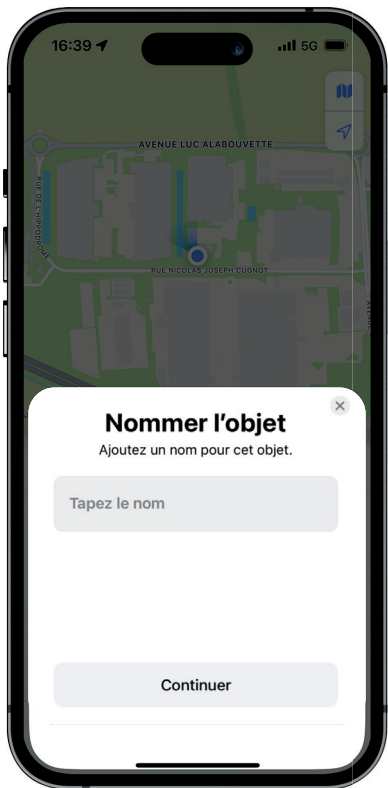 16:39
5G
AVENUE LUC ALABOUVETTE
RUE DE L'HIPPODROME
RUE NICOLAS JOSEPH CUGNOT
Nommer l’objet
Ajoutez un nom pour cet objet.
Tapez le nom
Continuer